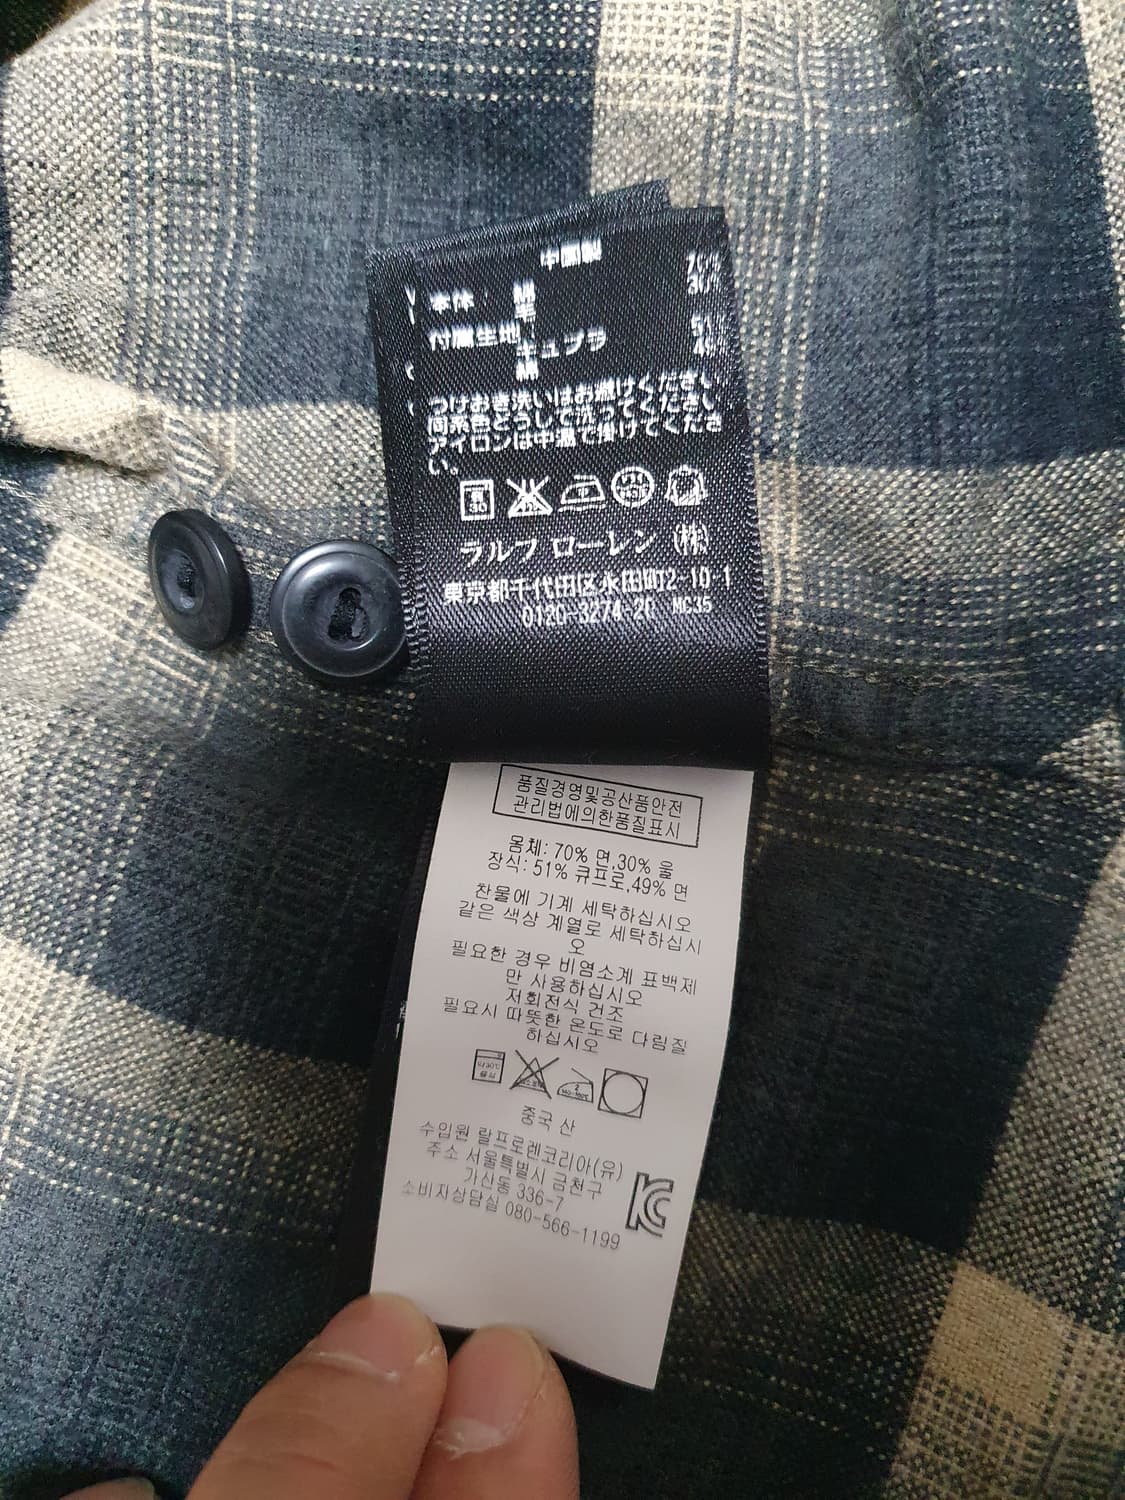 中国製
本体:
付属生地
キュプラ
綿
つけおき洗いはお避けください。
同系色どうしで洗ってください
アイロンは中温で掛けてくださ
い。
ラルフ ローレン (株)
東京都千代田区永田町2-10-1
0120-3274-20 MC35
품질경영및공산품안전
관리법에의한품질표시
몸체: 70% 면,30% 울
장식: 51% 큐프로,49% 면
찬물에 기계 세탁하십시오
같은 색상 계열로 세탁하십시
오
필요한 경우 비염소계 표백제
만 사용하십시오
저회전식 건조
필요시 따뜻한 온도로 다림질
하십시오
중국 산
수입원 랄프로렌코리아(유)
주소 서울특별시 금천구
가산동 336-7
소비자상담실 080-566-1199